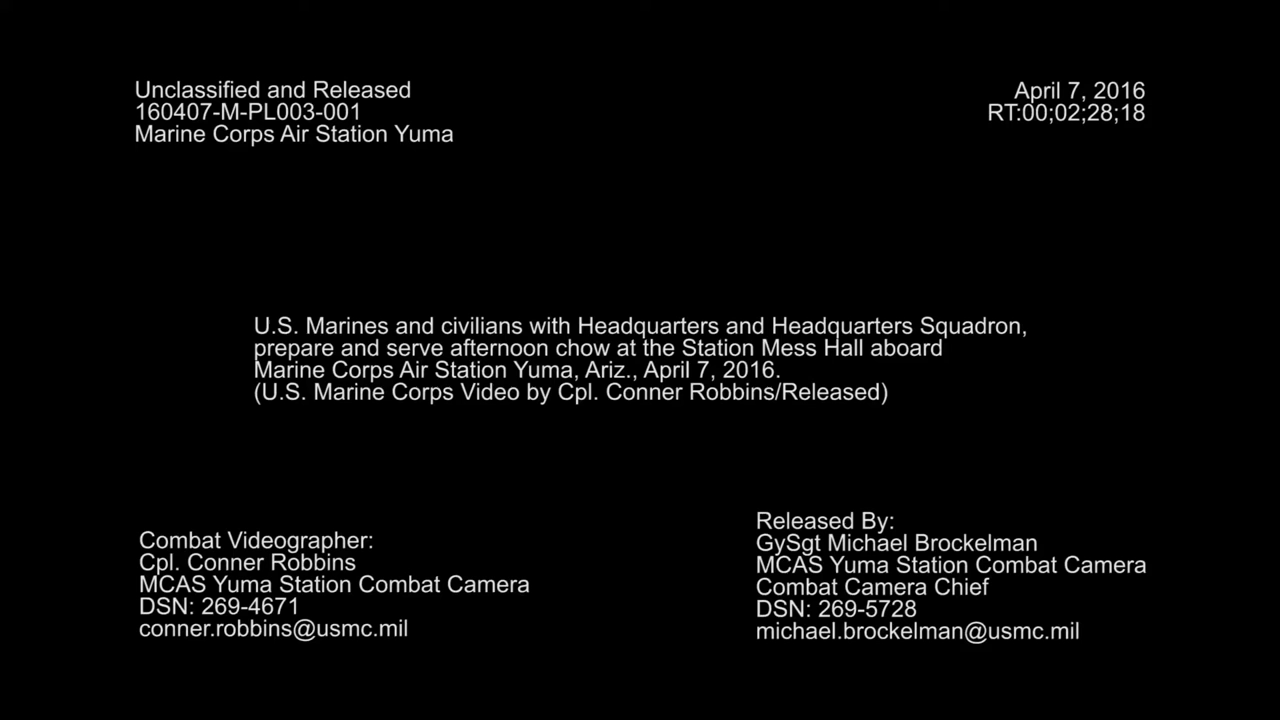 Unclassified and Released
160407-M-PL003-001
Marine Corps Air Station Yuma
April 7, 2016
RT:00;02;28;18
U.S. Marines and civilians with Headquarters and Headquarters Squadron,
prepare and serve afternoon chow at the Station Mess Hall aboard
Marine Corps Air Station Yuma, Ariz., April 7, 2016.
(U.S. Marine Corps Video by Cpl. Conner Robbins/Released)
Combat Videographer:
Cpl. Conner Robbins
MCAS Yuma Station Combat Camera
DSN: 269-4671
conner.robbins@usmc.mil
Released By:
GySgt Michael Brockelman
MCAS Yuma Station Combat Camera
Combat Camera Chief
DSN: 269-5728
michael.brockelman@usmc.mil